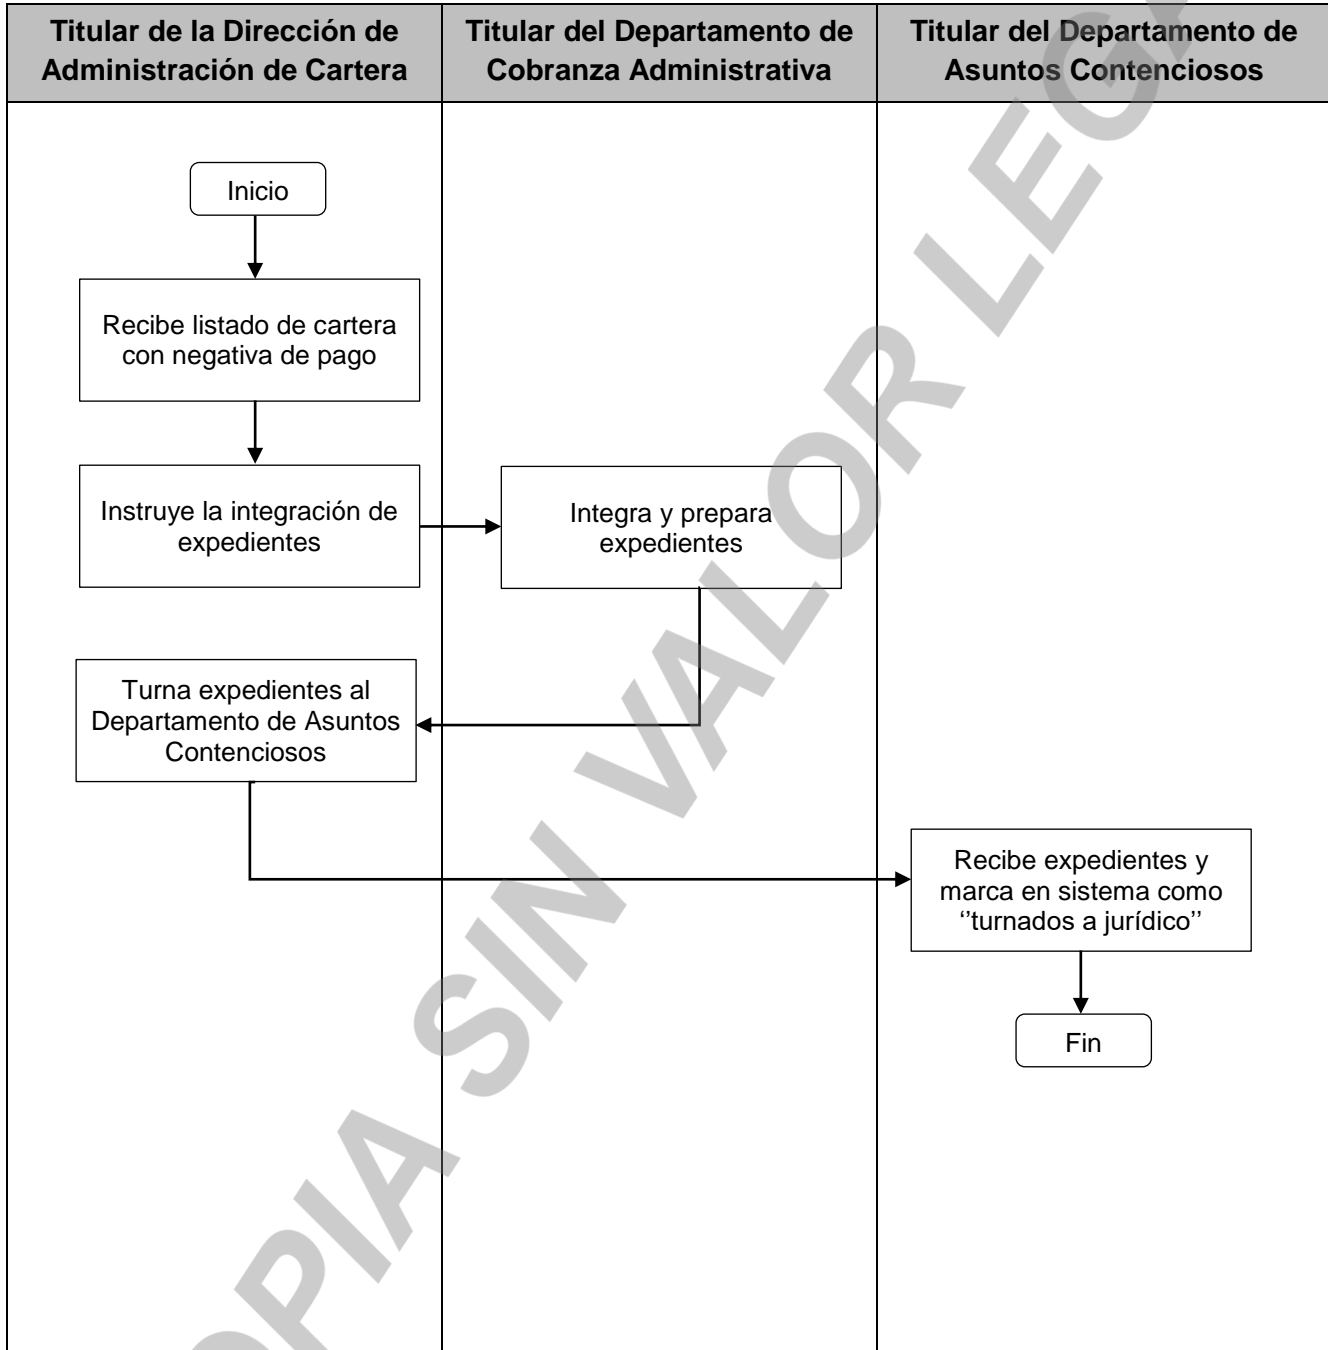 Titular de la Dirección de
Administración de Cartera
Titular del Departamento de
Cobranza Administrativa
Titular del Departamento de
Asuntos Contenciosos
Inicio
Recibe listado de cartera
con negativa de pago
Instruye la integración de
expedientes
Integra y prepara
expedientes
Turna expedientes al
Departamento de Asuntos
Contenciosos
Recibe expedientes y
marca en sistema como
‘’turnados a jurídico’’
Fin
OPIA SIN VALOR LEGA